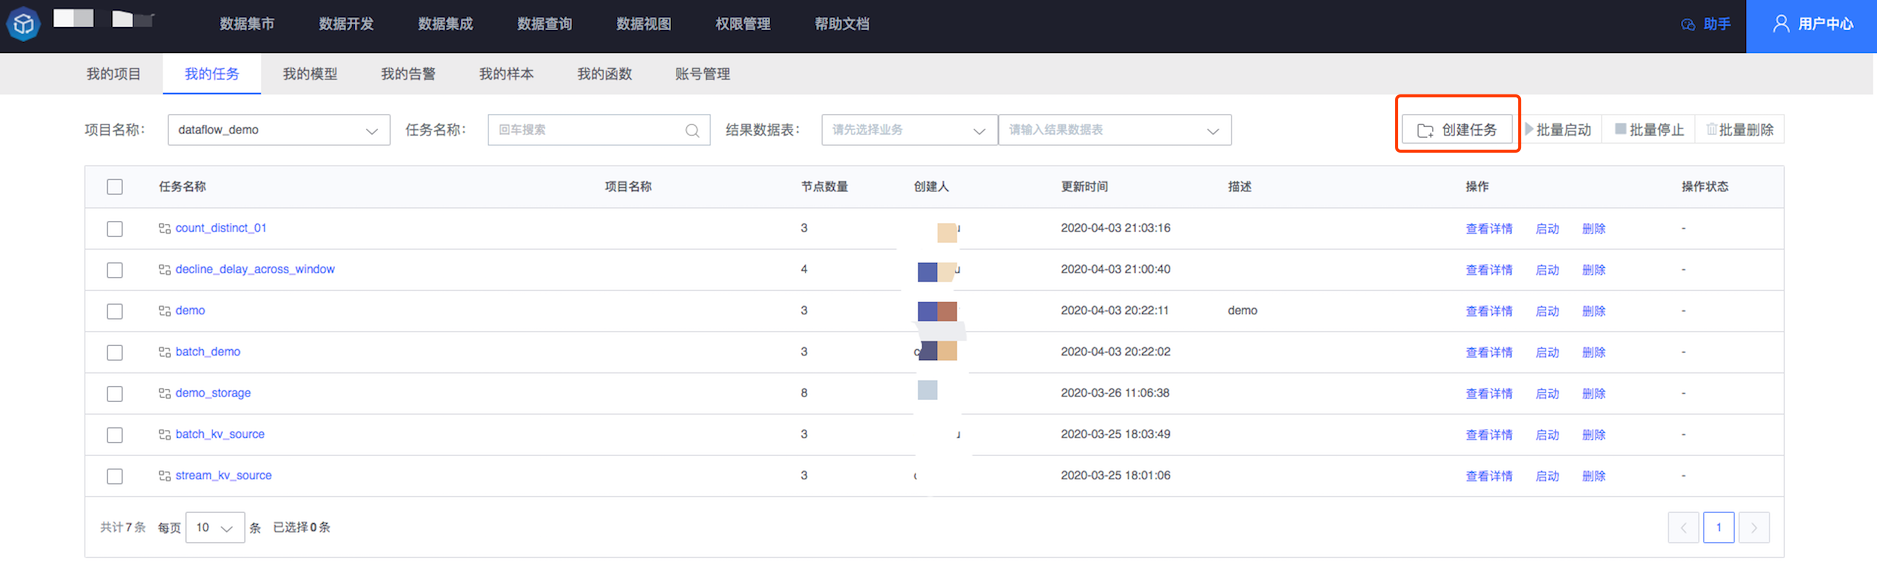 数据集市 数据开发 数据集成 数据查询 数据视图 权限管理 帮助文档 助手 用户中心
我的项目 我的任务 我的模型 我的告警 我的样本 我的函数 账号管理
项目名称： dataflow_demo 任务名称： 回车搜索 结果数据表： 请先选择业务 请输入结果数据表 创建任务 批量启动 批量停止 批量删除
任务名称 项目名称 节点数量 创建人 更新时间 描述 操作 操作状态
count_distinct_01 3 2020-04-03 21:03:16 查看详情 启动 删除 -
decline_delay_across_window 4 2020-04-03 21:00:40 查看详情 启动 删除 -
demo 3 2020-04-03 20:22:11 demo 查看详情 启动 删除 -
batch_demo 3 2020-04-03 20:22:02 查看详情 启动 删除 -
demo_storage 8 2020-03-26 11:06:38 查看详情 启动 删除 -
batch_kv_source 3 2020-03-25 18:03:49 查看详情 启动 删除 -
stream_kv_source 3 2020-03-25 18:01:06 查看详情 启动 删除 -
共计7条 每页 10 条 已选择0条 1